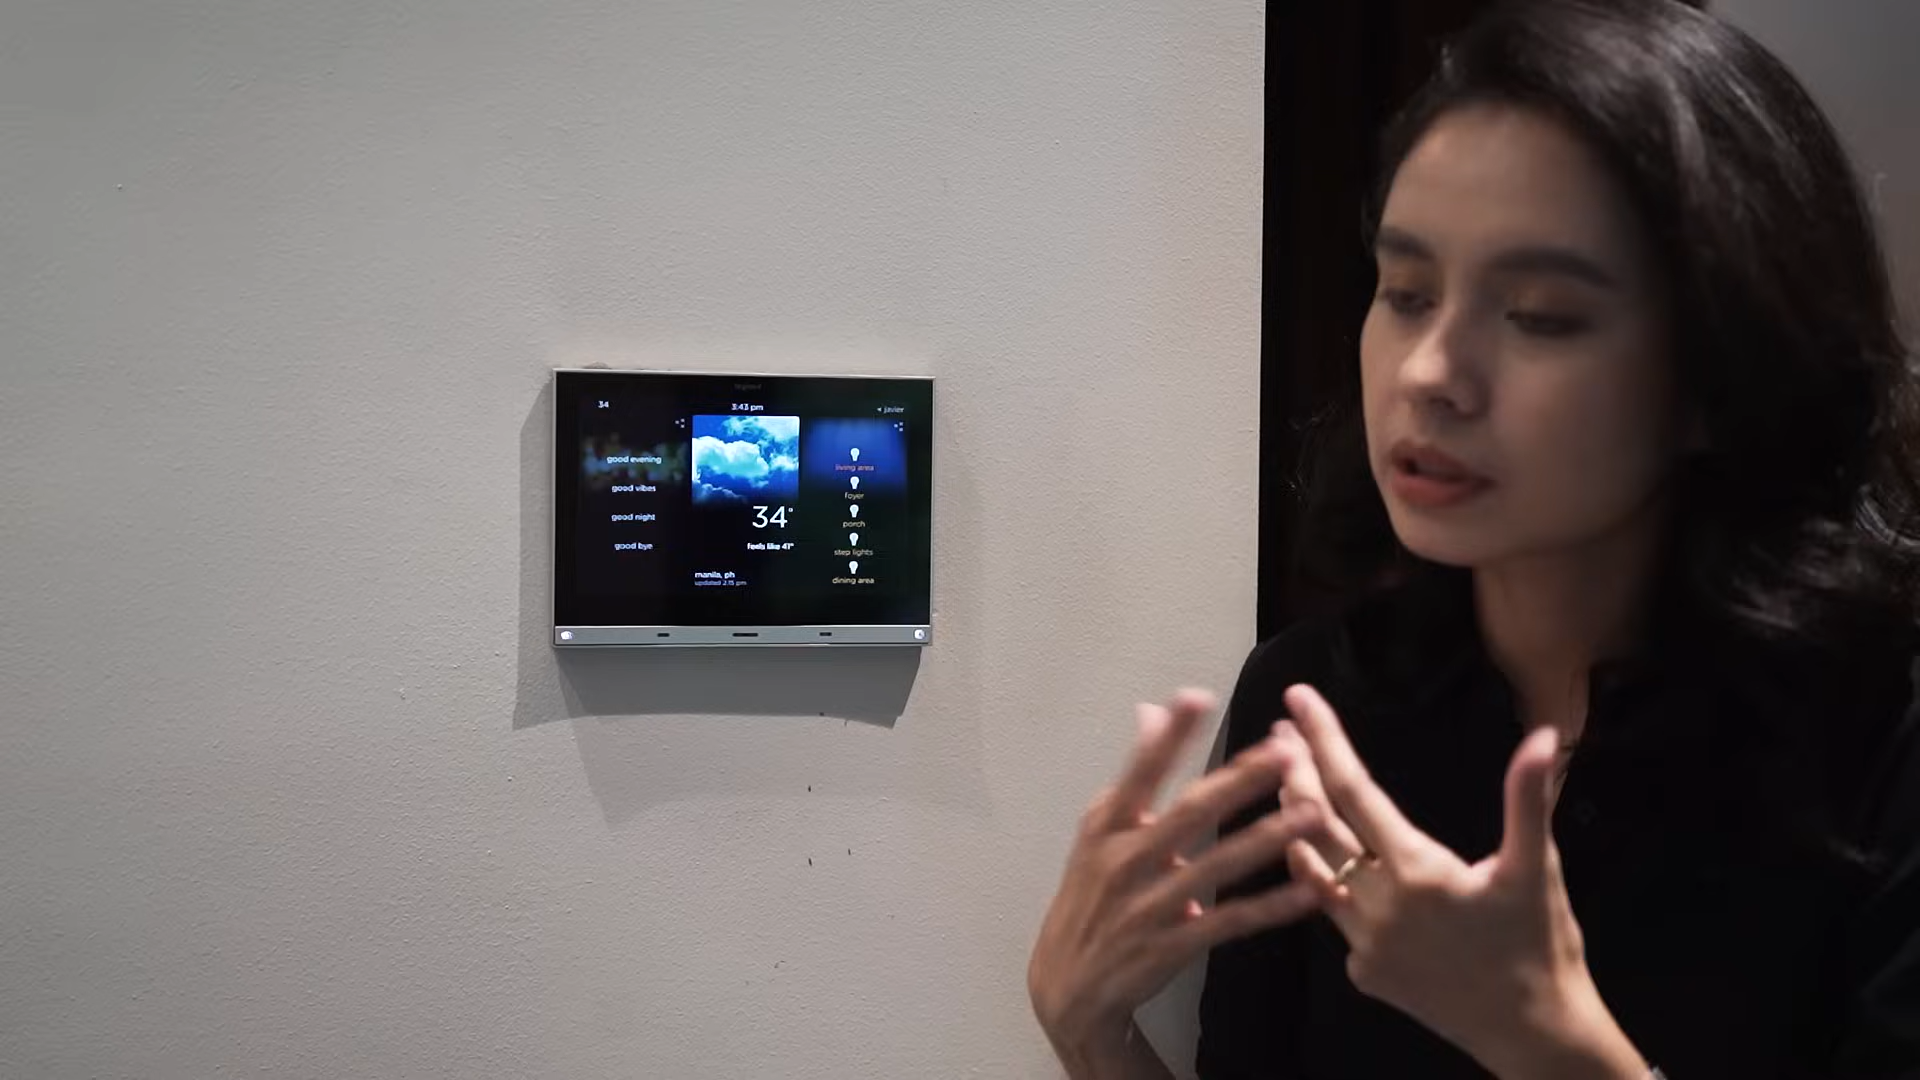 legrand
34
3:43 pm
javier
good evening
good vibes
good night
good bye
34°
feels like 41°
manila, ph
updated 2:15 pm
living area
foyer
porch
step lights
dining area